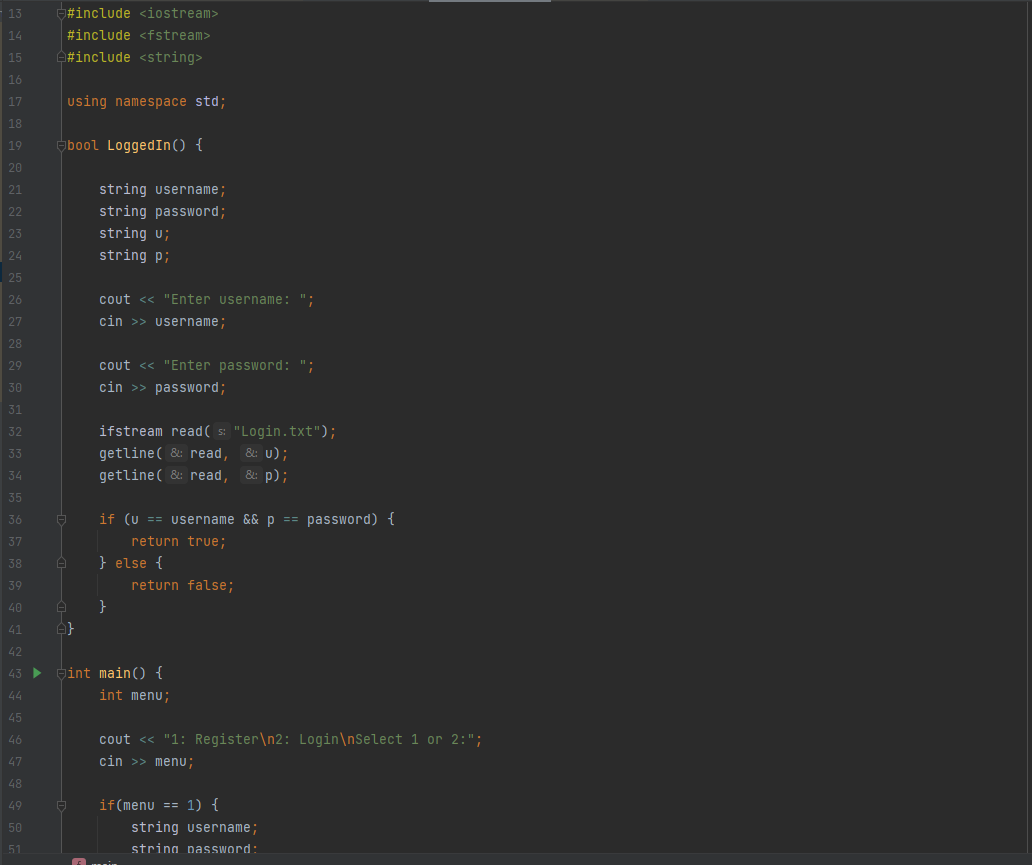 13 #include <iostream>
14 #include <fstream>
15 #include <string>
16
17 using namespace std;
18
19 bool LoggedIn() {
20
21     string username;
22     string password;
23     string u;
24     string p;
25
26     cout << "Enter username: ";
27     cin >> username;
28
29     cout << "Enter password: ";
30     cin >> password;
31
32     ifstream read( s: "Login.txt");
33     getline( &: read, &: u);
34     getline( &: read, &: p);
35
36     if (u == username && p == password) {
37         return true;
38     } else {
39         return false;
40     }
41 }
42
43 int main() {
44     int menu;
45
46     cout << "1: Register\n2: Login\nSelect 1 or 2:";
47     cin >> menu;
48
49     if(menu == 1) {
50         string username;
51         string password;
f main